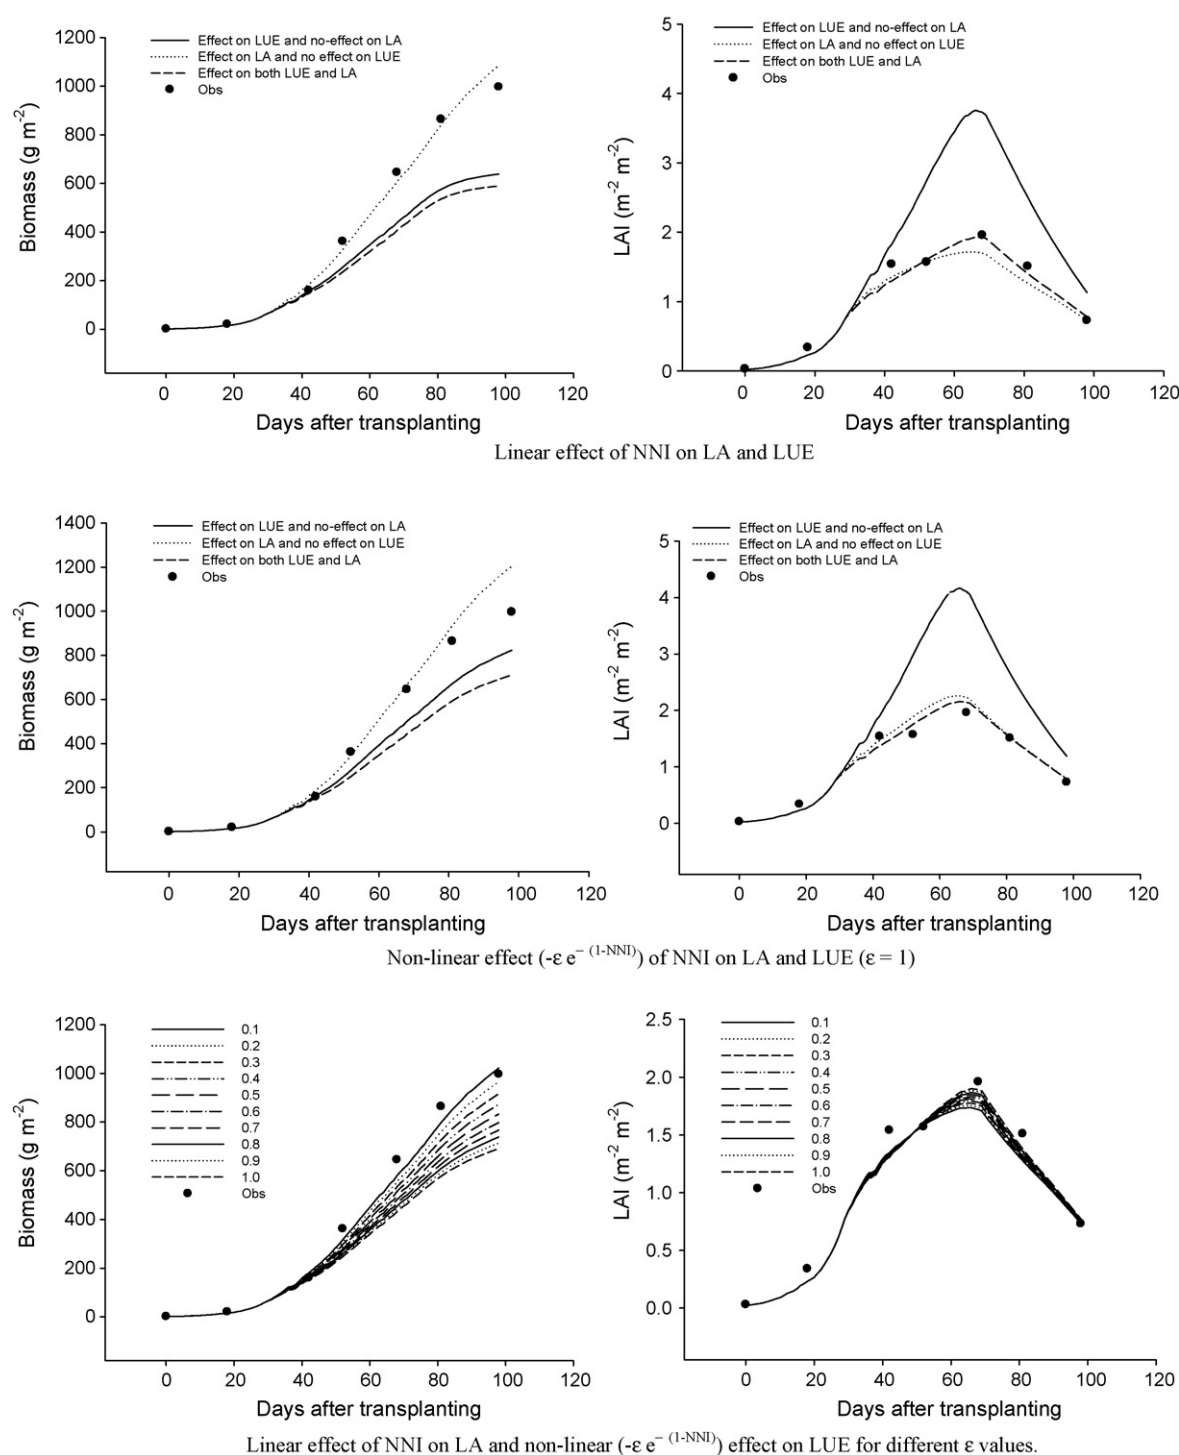 Effect on LUE and no-effect on LA
Effect on LA and no effect on LUE
Effect on both LUE and LA
Obs
1200
1000
800
600
400
200
0
Biomass (g m-2)
0 20 40 60 80 100 120
Days after transplanting
Effect on LUE and no-effect on LA
Effect on LA and no effect on LUE
Effect on both LUE and LA
Obs
5
4
3
2
1
0
LAI (m-2 m-2)
0 20 40 60 80 100 120
Days after transplanting
Linear effect of NNI on LA and LUE
Effect on LUE and no-effect on LA
Effect on LA and no effect on LUE
Effect on both LUE and LA
Obs
1400
1200
1000
800
600
400
200
0
Biomass (g m-2)
0 20 40 60 80 100 120
Days after transplanting
Effect on LUE and no-effect on LA
Effect on LA and no effect on LUE
Effect on both LUE and LA
Obs
5
4
3
2
1
0
LAI (m-2 m-2)
0 20 40 60 80 100 120
Days after transplanting
Non-linear effect (-ε e− (1-NNI)) of NNI on LA and LUE (ε = 1)
0.1
0.2
0.3
0.4
0.5
0.6
0.7
0.8
0.9
1.0
Obs
1200
1000
800
600
400
200
0
Biomass (g m-2)
0 20 40 60 80 100 120
Days after transplanting
0.1
0.2
0.3
0.4
0.5
0.6
0.7
0.8
0.9
1.0
Obs
2.5
2.0
1.5
1.0
0.5
0.0
LAI (m-2 m-2)
0 20 40 60 80 100 120
Days after transplanting
Linear effect of NNI on LA and non-linear (-ε e− (1-NNI)) effect on LUE for different ε values.